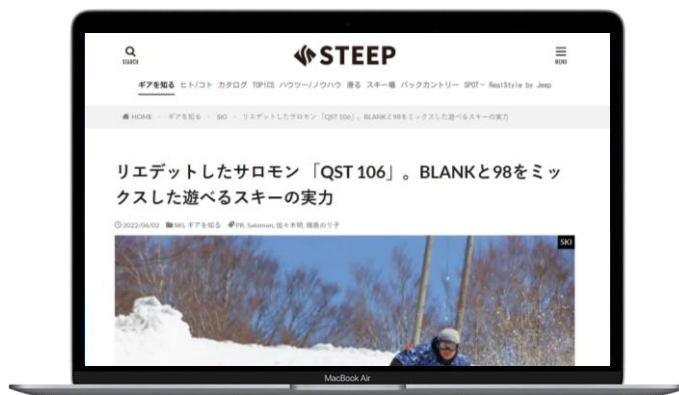 SEARCH
STEEP
MENU
ギアを知る ヒト/コト カタログ TOPICS ハウツー/ノウハウ 滑る スキー場 バックカントリー SPOT- RealStyle by Jeep
HOME ギアを知る SKI リエデットしたサロモン「QST 106」。BLANKと98をミックスした遊べるスキーの実力
リエデットしたサロモン 「QST 106」。BLANKと98をミッ
クスした遊べるスキーの実力
2022/06/02 SKI, ギアを知る PR, Salomon, 佐々木明,
SKI
MacBook Air